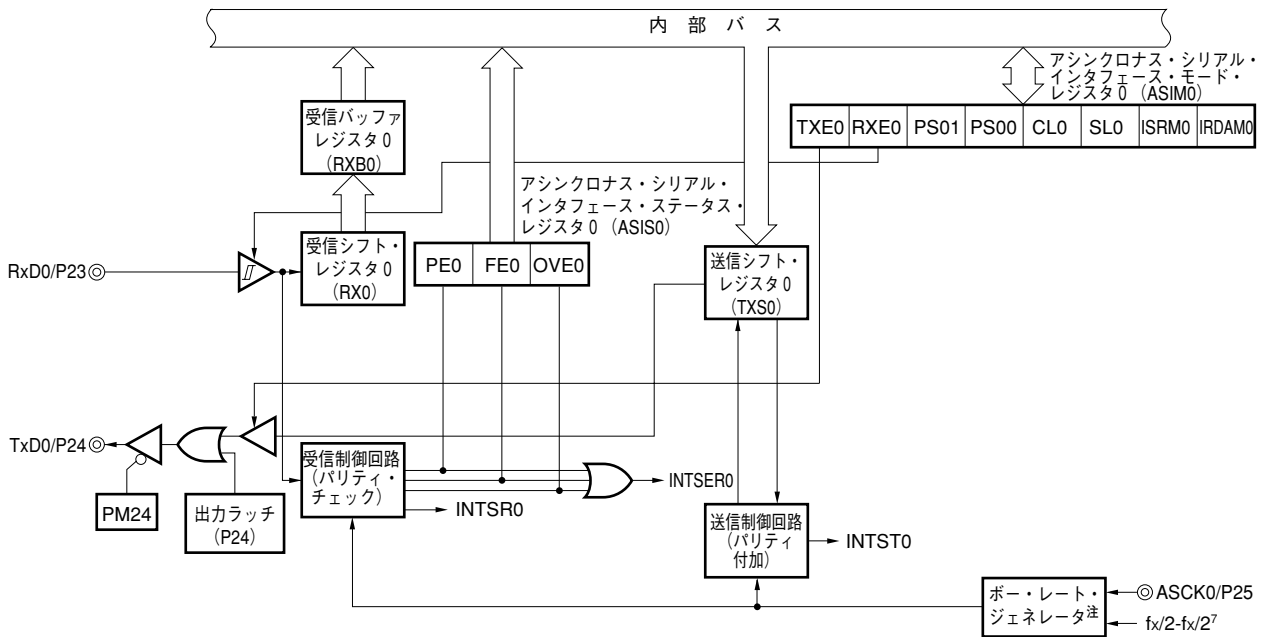 内 部 バ ス
アシンクロナス・シリアル・
インタフェース・モード・
レジスタ0（ASIM0）
TXE0 RXE0 PS01 PS00 CL0 SL0 ISRM0 IRDAM0
受信バッファ
レジスタ0
（RXB0）
アシンクロナス・シリアル・
インタフェース・ステータス・
レジスタ0（ASIS0）
RxD0/P23
受信シフト・
レジスタ0
（RX0）
PE0 FE0 OVE0
送信シフト・
レジスタ0
（TXS0）
TxD0/P24
PM24
出力ラッチ
（P24）
受信制御回路
（パリティ・
チェック）
INTSER0
INTSR0
送信制御回路
（パリティ
付加）
INTST0
ボー・レート・
ジェネレータ注
ASCK0/P25
fx/2-fx/2⁷